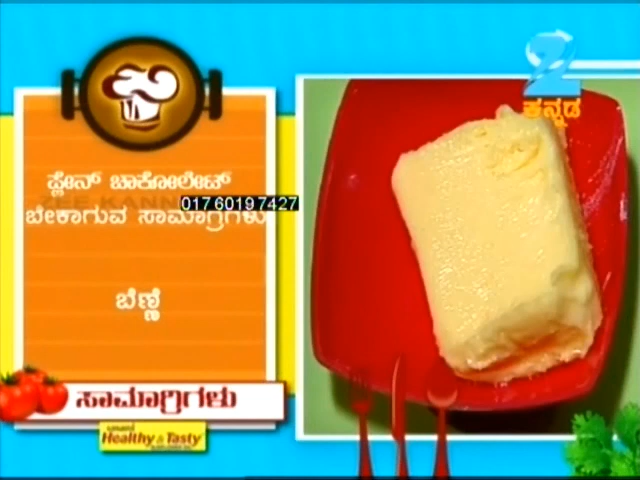 ಕನ್ನಡ
ಪ್ಲೇನ್ ಚಾಕೋಲೇಟ್
ಬೇಕಾಗುವ ಸಾಮಾಗ್ರಿಗಳು
01760197427
ಬೆಣ್ಣೆ
ಸಾಮಾಗ್ರಿಗಳು
Healthy & Tasty